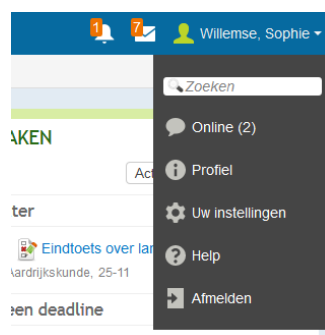 1 7 Willemse, Sophie
Zoeken
AKEN
Online (2)
Act
Profiel
ter
Uw instellingen
Eindtoets over lar
Aardrijkskunde, 25-11
Help
een deadline
Afmelden